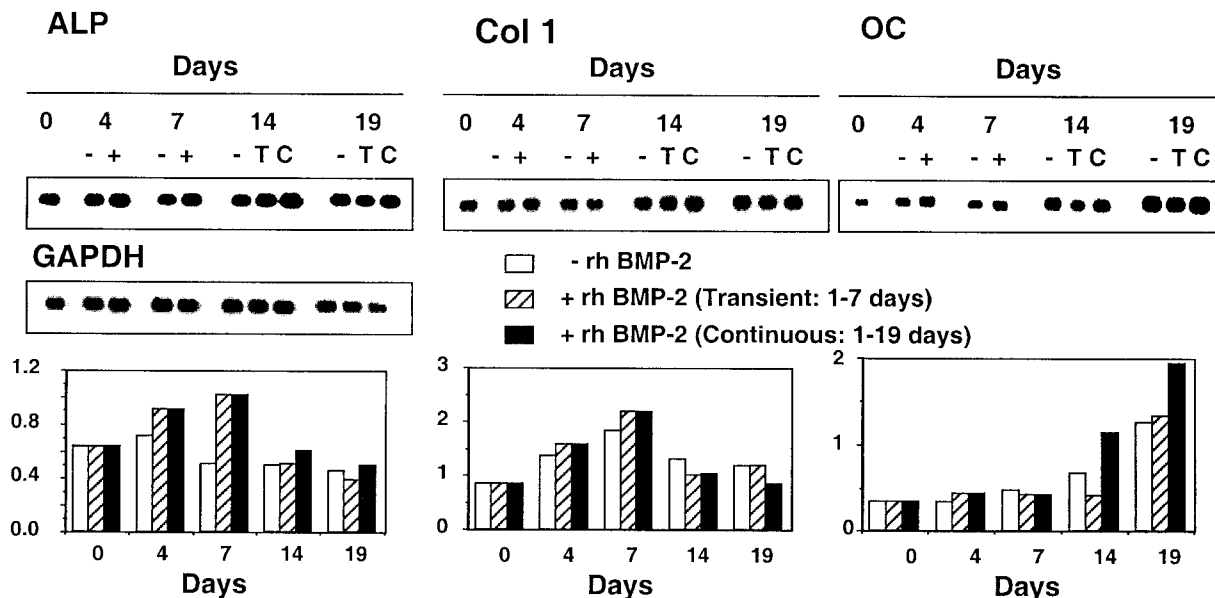 ALP
Days
0 4 7 14 19
- + - + - T C - T C
GAPDH
1.2
0.8
0.4
0.0
0 4 7 14 19
Days
Col 1
Days
0 4 7 14 19
- + - + - T C - T C
- rh BMP-2
+ rh BMP-2 (Transient: 1-7 days)
+ rh BMP-2 (Continuous: 1-19 days)
3
2
1
0
0 4 7 14 19
Days
OC
Days
0 4 7 14 19
- + - + - T C - T C
2
1
0
0 4 7 14 19
Days